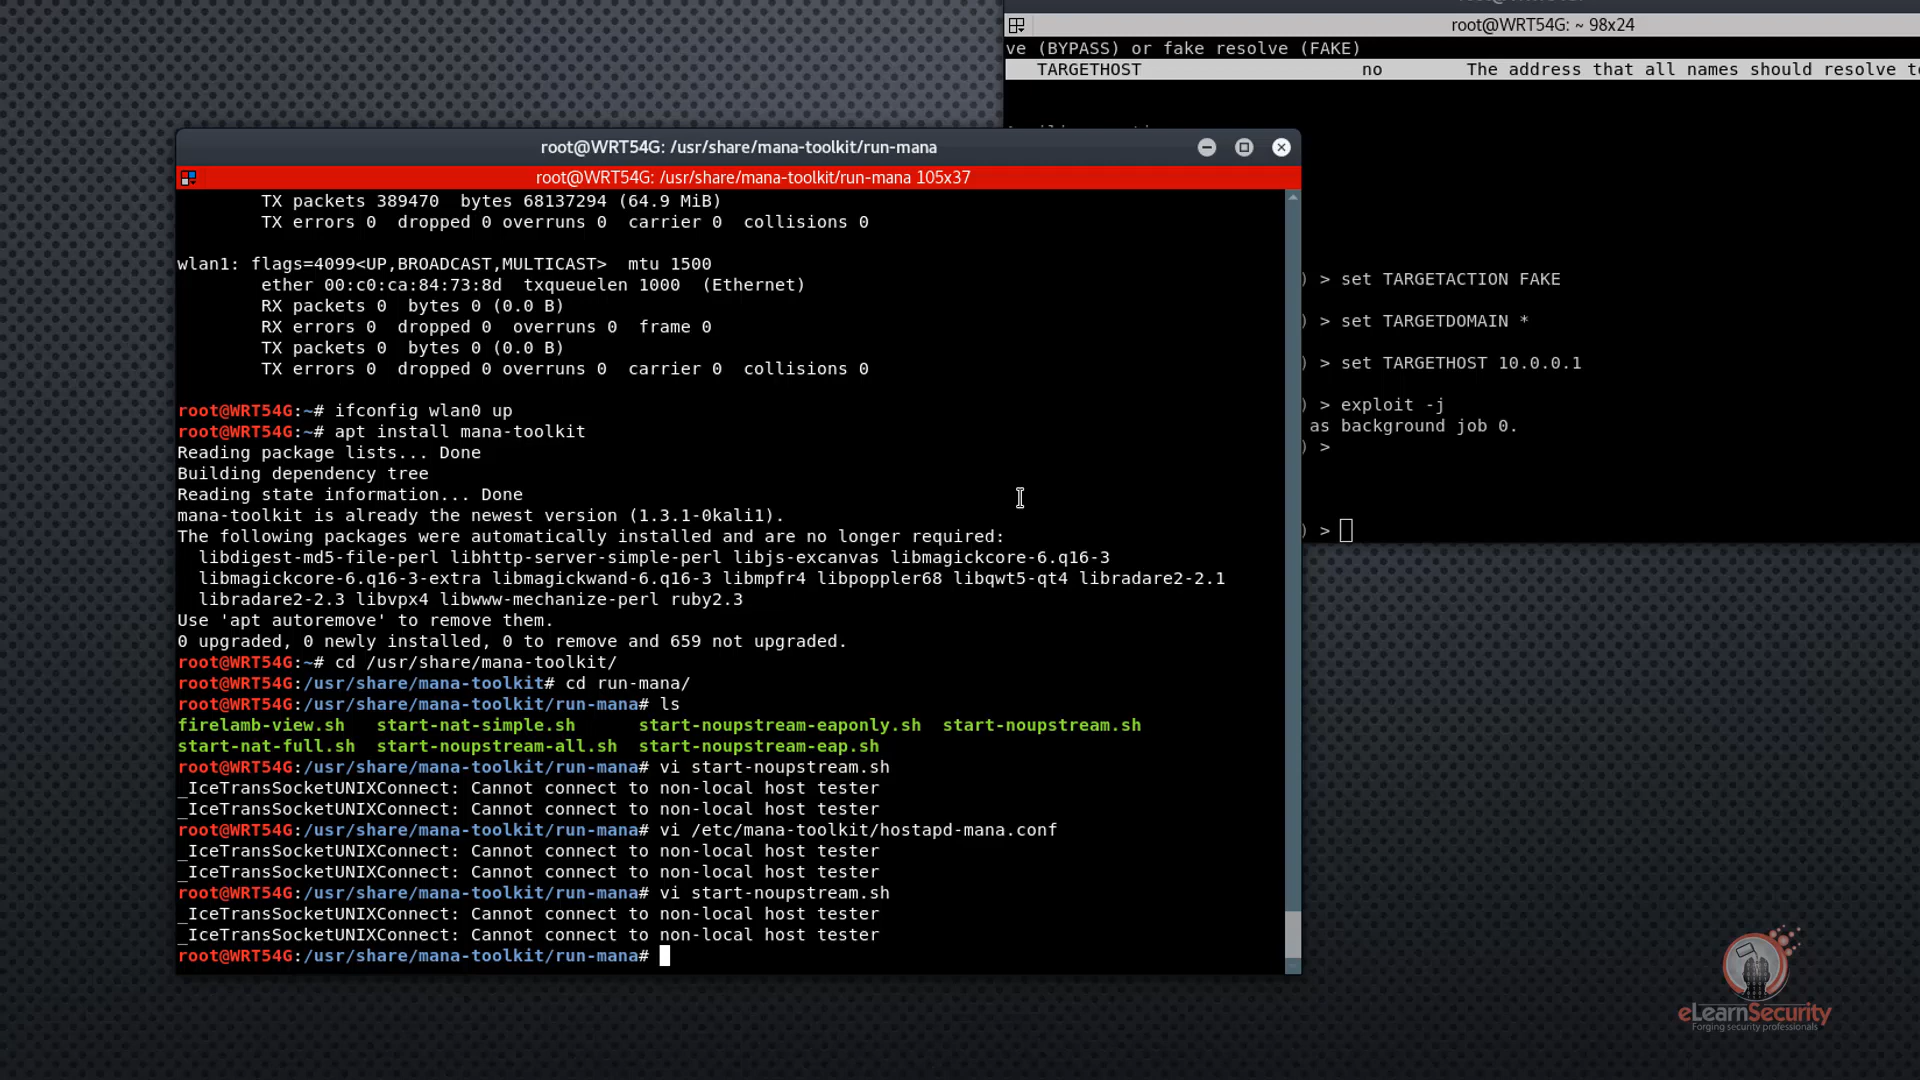 root@WRT54G: ~ 98x24
ve (BYPASS) or fake resolve (FAKE)
TARGETHOST no The address that all names should resolve
root@WRT54G: /usr/share/mana-toolkit/run-mana
root@WRT54G: /usr/share/mana-toolkit/run-mana 105x37
TX packets 389470 bytes 68137294 (64.9 MiB)
TX errors 0 dropped 0 overruns 0 carrier 0 collisions 0
wlan1: flags=4099<UP,BROADCAST,MULTICAST> mtu 1500
ether 00:c0:ca:84:73:8d txqueuelen 1000 (Ethernet)
RX packets 0 bytes 0 (0.0 B)
RX errors 0 dropped 0 overruns 0 frame 0
TX packets 0 bytes 0 (0.0 B)
TX errors 0 dropped 0 overruns 0 carrier 0 collisions 0
root@WRT54G:~# ifconfig wlan0 up
root@WRT54G:~# apt install mana-toolkit
Reading package lists... Done
Building dependency tree
Reading state information... Done
mana-toolkit is already the newest version (1.3.1-0kali1).
The following packages were automatically installed and are no longer required:
libdigest-md5-file-perl libhttp-server-simple-perl libjs-excanvas libmagickcore-6.q16-3
libmagickcore-6.q16-3-extra libmagickwand-6.q16-3 libmpfr4 libpoppler68 libqwt5-qt4 libradare2-2.1
libradare2-2.3 libvpx4 libwww-mechanize-perl ruby2.3
Use 'apt autoremove' to remove them.
0 upgraded, 0 newly installed, 0 to remove and 659 not upgraded.
root@WRT54G:~# cd /usr/share/mana-toolkit/
root@WRT54G:/usr/share/mana-toolkit# cd run-mana/
root@WRT54G:/usr/share/mana-toolkit/run-mana# ls
firelamb-view.sh start-nat-simple.sh start-noupstream-eaponly.sh start-noupstream.sh
start-nat-full.sh start-noupstream-all.sh start-noupstream-eap.sh
root@WRT54G:/usr/share/mana-toolkit/run-mana# vi start-noupstream.sh
_IceTransSocketUNIXConnect: Cannot connect to non-local host tester
_IceTransSocketUNIXConnect: Cannot connect to non-local host tester
root@WRT54G:/usr/share/mana-toolkit/run-mana# vi /etc/mana-toolkit/hostapd-mana.conf
_IceTransSocketUNIXConnect: Cannot connect to non-local host tester
_IceTransSocketUNIXConnect: Cannot connect to non-local host tester
root@WRT54G:/usr/share/mana-toolkit/run-mana# vi start-noupstream.sh
_IceTransSocketUNIXConnect: Cannot connect to non-local host tester
_IceTransSocketUNIXConnect: Cannot connect to non-local host tester
root@WRT54G:/usr/share/mana-toolkit/run-mana#
) > set TARGETACTION FAKE
) > set TARGETDOMAIN *
) > set TARGETHOST 10.0.0.1
) > exploit -j
as background job 0.
) >
) >
eLearnSecurity
Forging security professionals